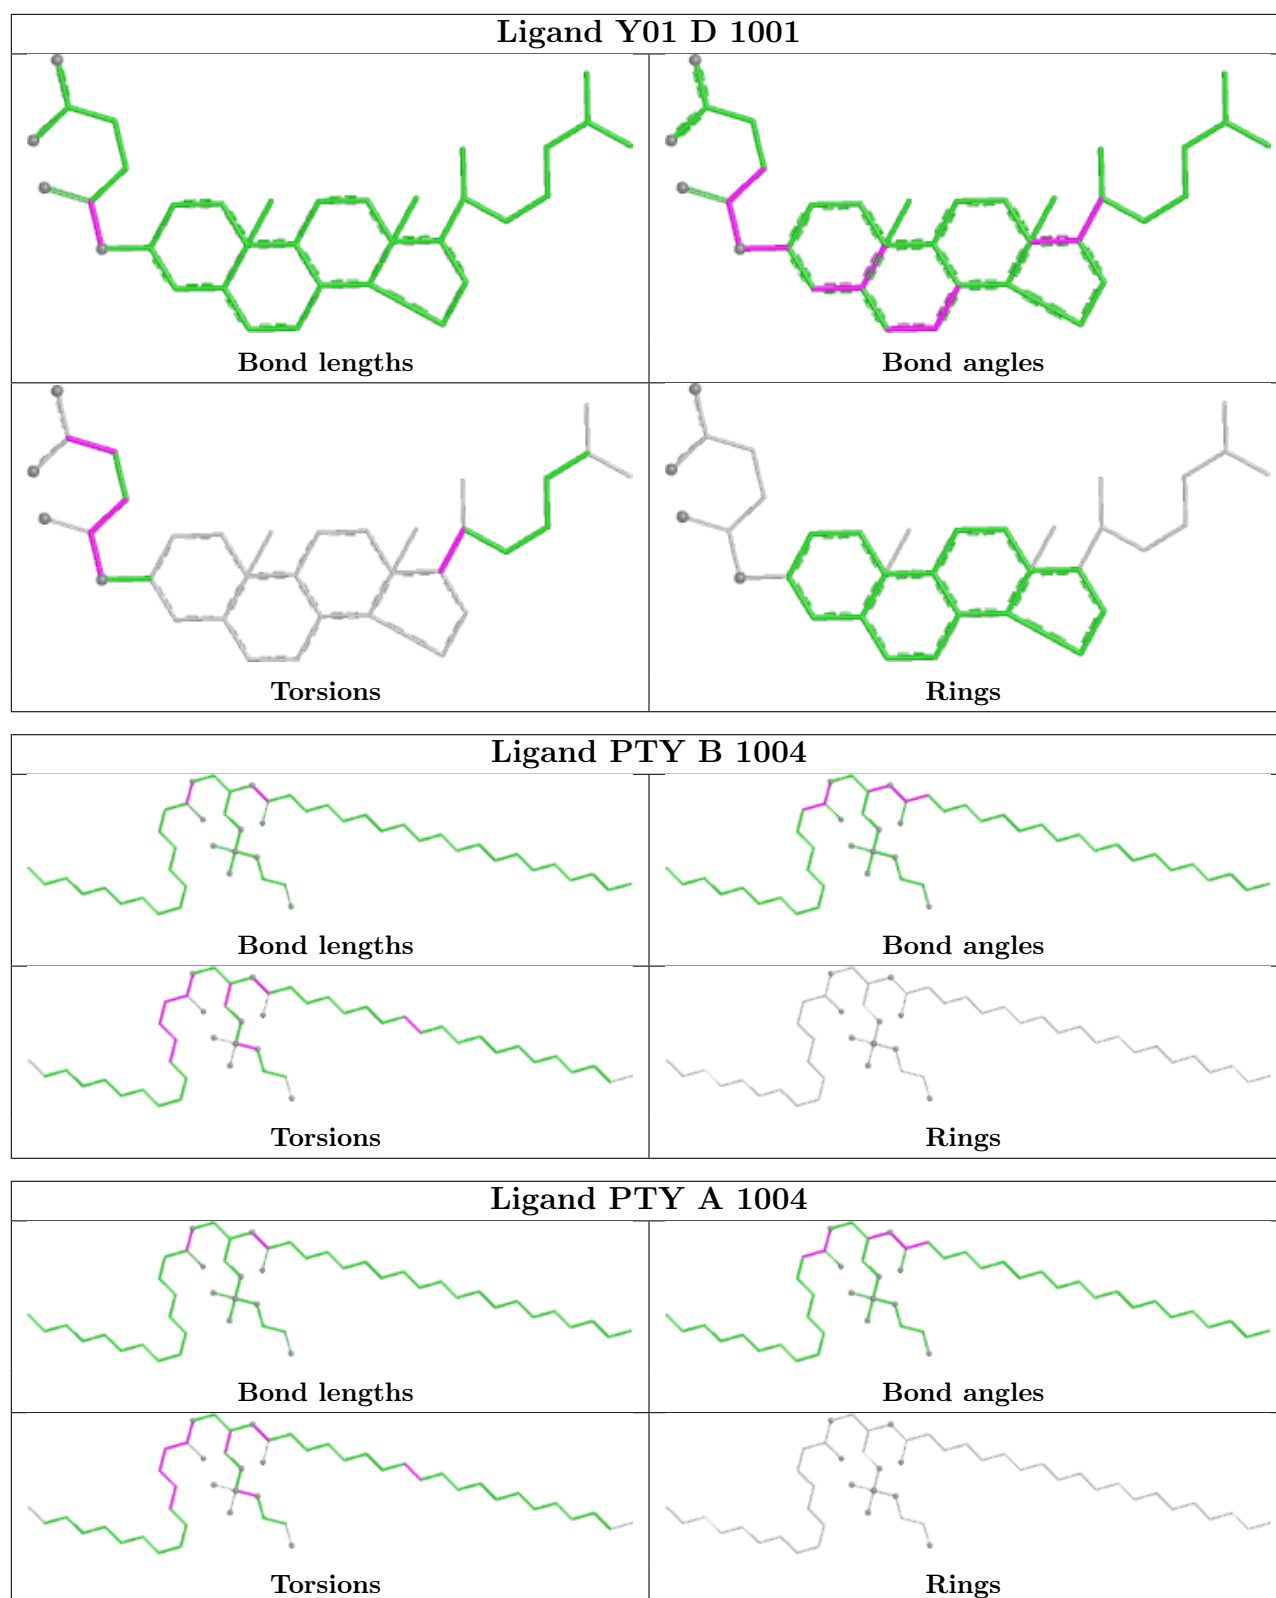 Ligand Y01 D 1001
Bond lengths
Bond angles
Torsions
Rings
Ligand PTY B 1004
Bond lengths
Bond angles
Torsions
Rings
Ligand PTY A 1004
Bond lengths
Bond angles
Torsions
Rings